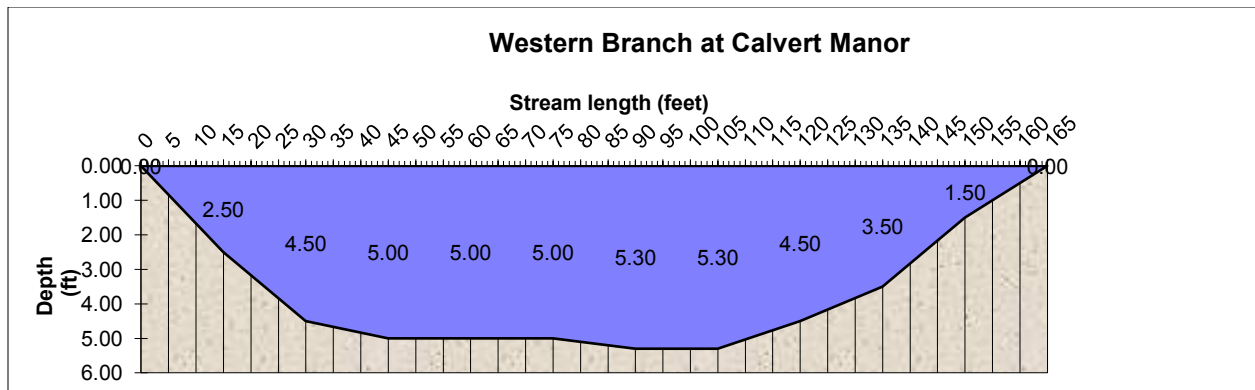 Western Branch at Calvert Manor
Stream length (feet)
0 5 10 15 20 25 30 35 40 45 50 55 60 65 70 75 80 85 90 95 100 105 110 115 120 125 130 135 140 145 150 155 160 165
0.00
1.00
2.00
3.00
4.00
5.00
6.00
Depth
(ft)
0.00 2.50 4.50 5.00 5.00 5.00 5.30 5.30 4.50 3.50 1.50 0.00